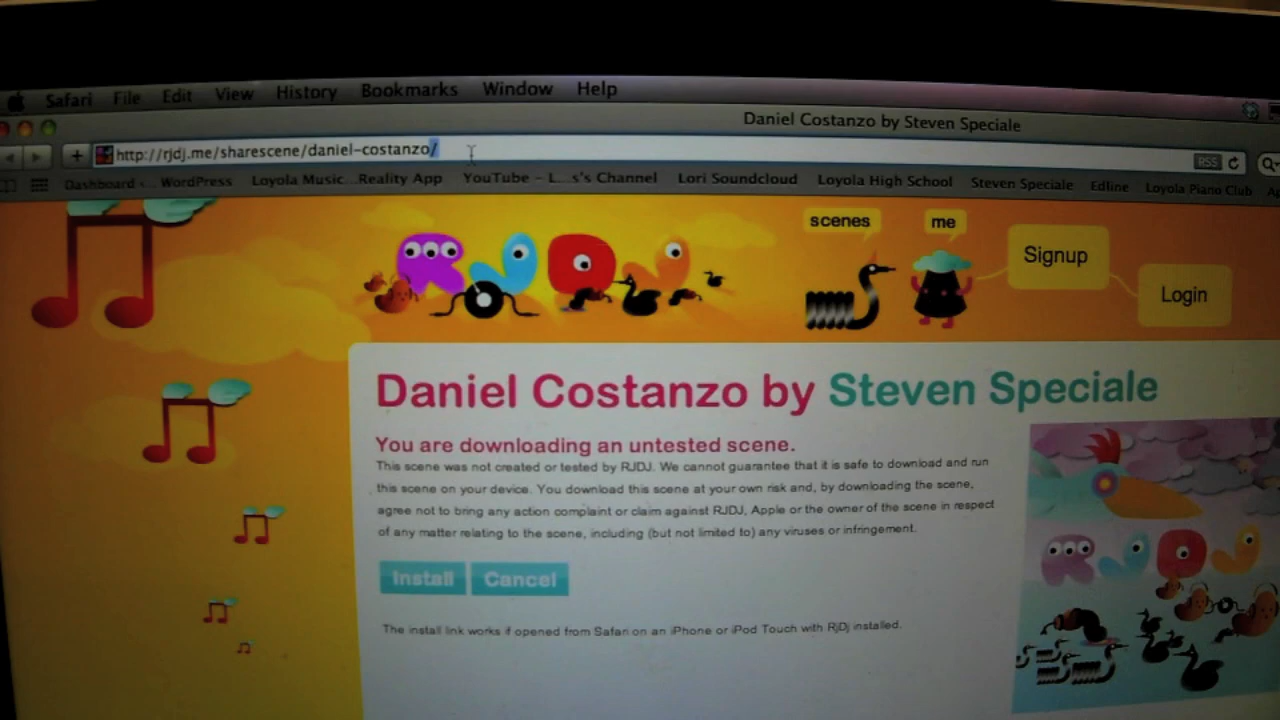 Safari File Edit View History Bookmarks Window Help
Daniel Costanzo by Steven Speciale
http://rjdj.me/sharescene/daniel-costanzo/
RSS
Dashboard ‹... WordPress Loyola Music...Reality App YouTube - L...s's Channel Lori Soundcloud Loyola High School Steven Speciale Edline Loyola Piano Club
scenes me
Signup
RJDJ
Login
Daniel Costanzo by Steven Speciale
You are downloading an untested scene.
This scene was not created or tested by RJDJ. We cannot guarantee that it is safe to download and run
this scene on your device. You download this scene at your own risk and, by downloading the scene,
agree not to bring any action complaint or claim against RJDJ, Apple or the owner of the scene in respect
of any matter relating to the scene, including (but not limited to) any viruses or infringement.
RJDJ
Install Cancel
The install link works if opened from Safari on an iPhone or iPod Touch with RjDj installed.